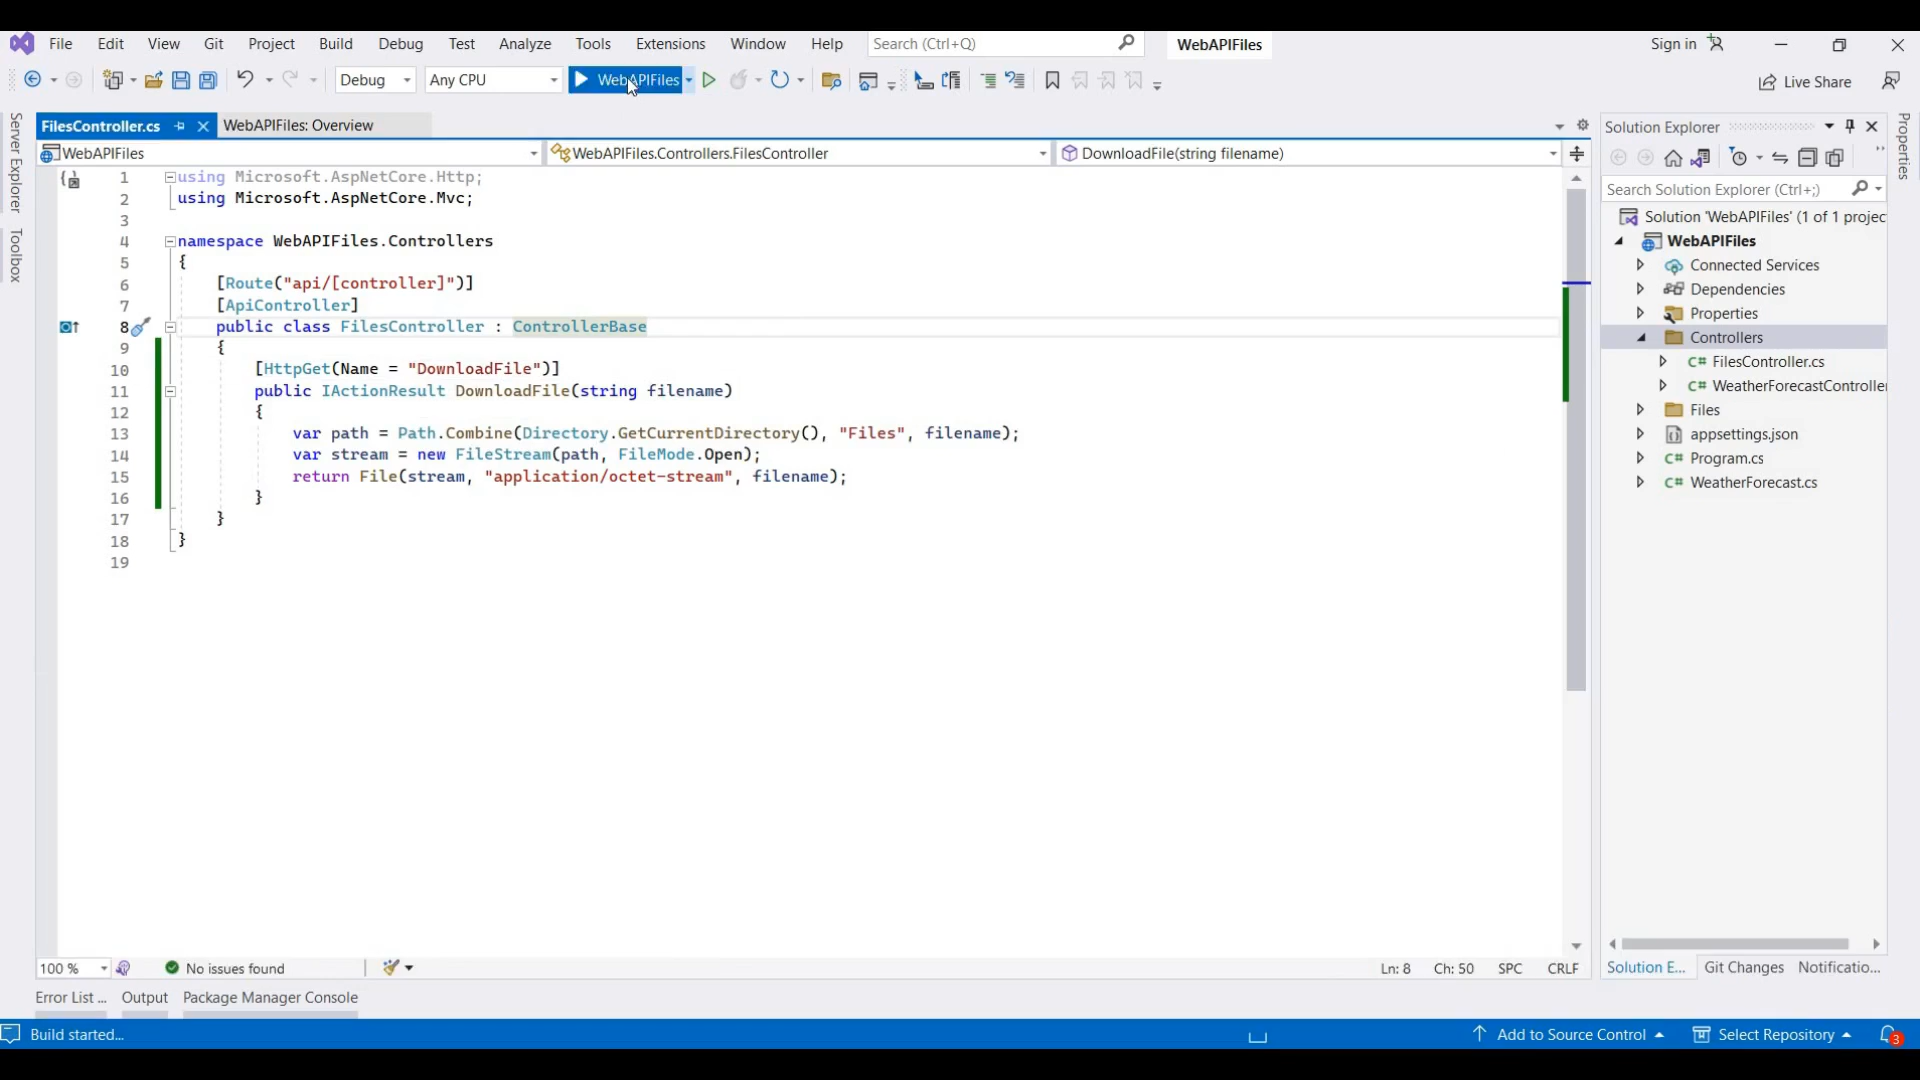 File Edit View Git Project Build Debug Test Analyze Tools Extensions Window Help Search (Ctrl+Q) WebAPIFiles Sign in
Debug Any CPU WebAPIFiles Live Share
FilesController.cs WebAPIFiles: Overview
WebAPIFiles WebAPIFiles.Controllers.FilesController DownloadFile(string filename)
Server Explorer
Toolbox
1 using Microsoft.AspNetCore.Http;
2 using Microsoft.AspNetCore.Mvc;
3
4 namespace WebAPIFiles.Controllers
5 {
6 [Route("api/[controller]")]
7 [ApiController]
8 public class FilesController : ControllerBase
9 {
10 [HttpGet(Name = "DownloadFile")]
11 public IActionResult DownloadFile(string filename)
12 {
13 var path = Path.Combine(Directory.GetCurrentDirectory(), "Files", filename);
14 var stream = new FileStream(path, FileMode.Open);
15 return File(stream, "application/octet-stream", filename);
16 }
17 }
18 }
19
Solution Explorer
Search Solution Explorer (Ctrl+;)
Solution 'WebAPIFiles' (1 of 1 projec
WebAPIFiles
Connected Services
Dependencies
Properties
Controllers
C# FilesController.cs
C# WeatherForecastController
Files
appsettings.json
C# Program.cs
C# WeatherForecast.cs
Properties
100 % No issues found Ln: 8 Ch: 50 SPC CRLF
Solution E... Git Changes Notificatio...
Error List ... Output Package Manager Console
Build started... Add to Source Control Select Repository 3